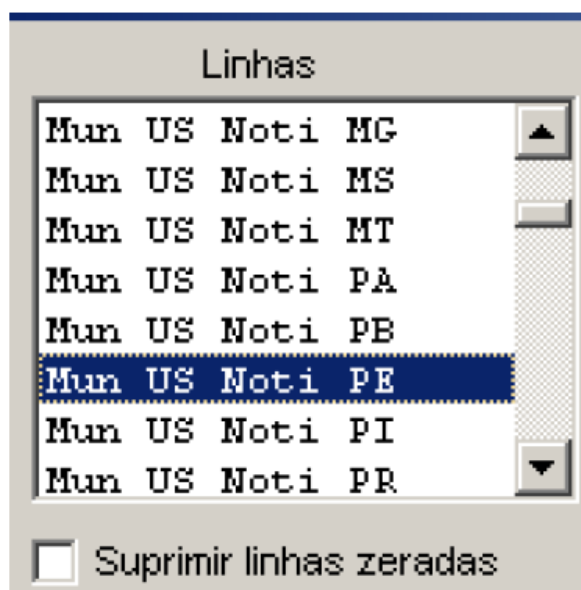 Linhas
Mun US Noti MG
Mun US Noti MS
Mun US Noti MT
Mun US Noti PA
Mun US Noti PB
Mun US Noti PE
Mun US Noti PI
Mun US Noti PR
Suprimir linhas zeradas